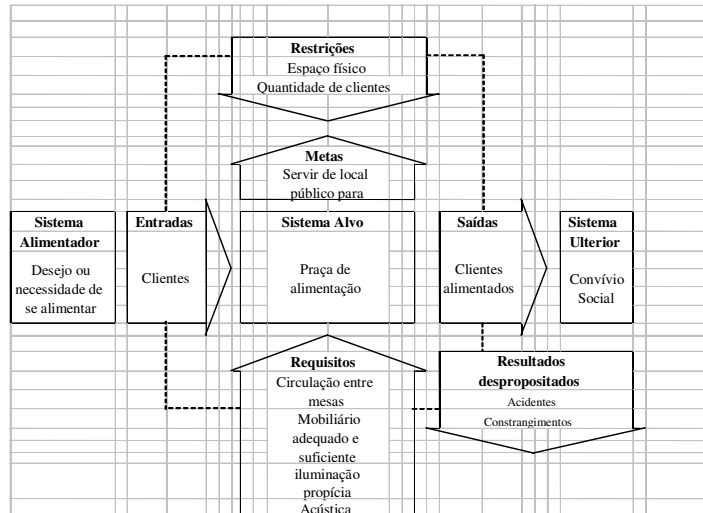 Restrições
Espaço físico
Quantidade de clientes
Metas
Servir de local
público para
Sistema
Alimentador
Desejo ou
necessidade de
se alimentar
Entradas
Clientes
Sistema Alvo
Praça de
alimentação
Saídas
Clientes
alimentados
Sistema
Ulterior
Convívio
Social
Requisitos
Circulação entre
mesas
Mobiliário
adequado e
suficiente
iluminação
propícia
Acústica
Resultados
despropositados
Acidentes
Constrangimentos